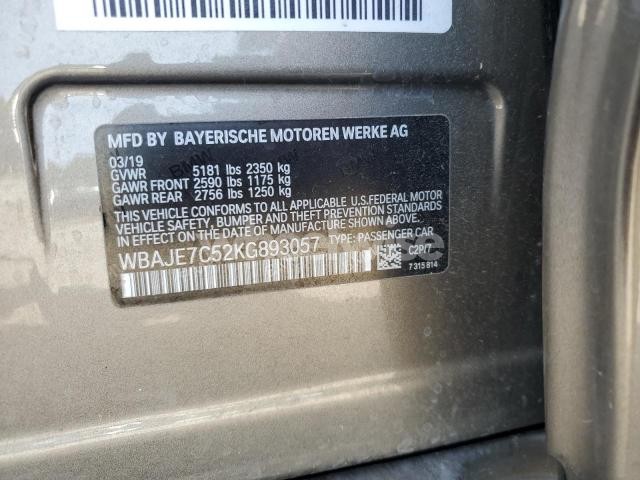 MFD BY BAYERISCHE MOTOREN WERKE AG
03/19
GVWR 5181 lbs 2350 kg
GAWR FRONT 2590 lbs 1175 kg
GAWR REAR 2756 lbs 1250 kg
THIS VEHICLE CONFORMS TO ALL APPLICABLE U.S.FEDERAL MOTOR
VEHICLE SAFETY, BUMPER AND THEFT PREVENTION STANDARDS
IN EFFECT ON THE DATE OF MANUFACTURE SHOWN ABOVE.
WBAJE7C52KG893057 TYPE: PASSENGER CAR
C2P/7
7315814